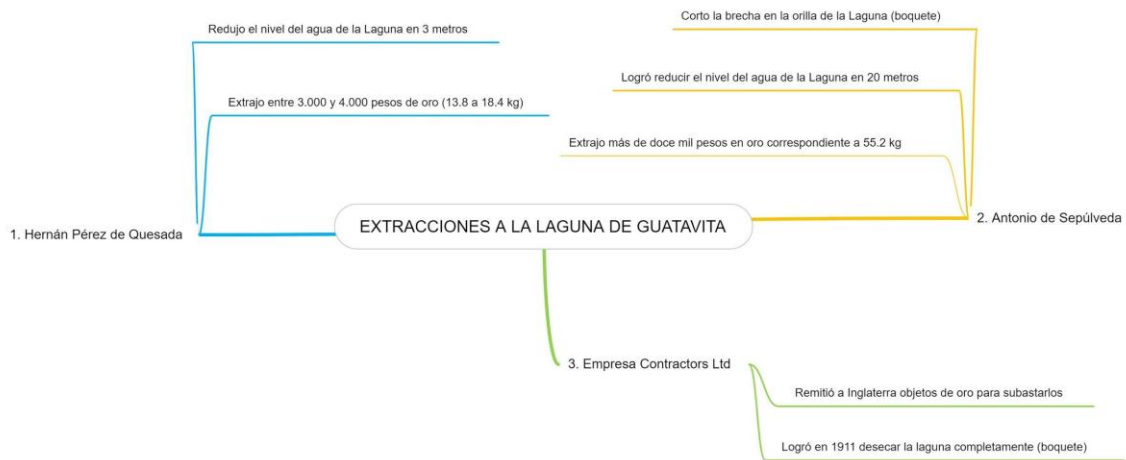 Redujo el nivel del agua de la Laguna en 3 metros
Extrajo entre 3.000 y 4.000 pesos de oro (13.8 a 18.4 kg)
1. Hernán Pérez de Quesada
EXTRACCIONES A LA LAGUNA DE GUATAVITA
Corto la brecha en la orilla de la Laguna (boquete)
Logró reducir el nivel del agua de la Laguna en 20 metros
Extrajo más de doce mil pesos en oro correspondiente a 55.2 kg
2. Antonio de Sepúlveda
3. Empresa Contractors Ltd
Remitió a Inglaterra objetos de oro para subastarlos
Logró en 1911 desecar la laguna completamente (boquete)